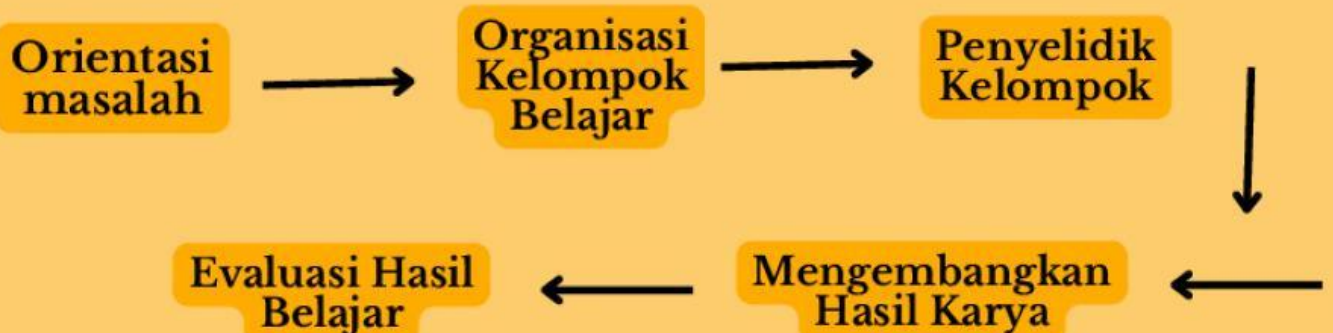 Orientasi
masalah
Organisasi
Kelompok
Belajar
Penyelidik
Kelompok
Mengembangkan
Hasil Karya
Evaluasi Hasil
Belajar